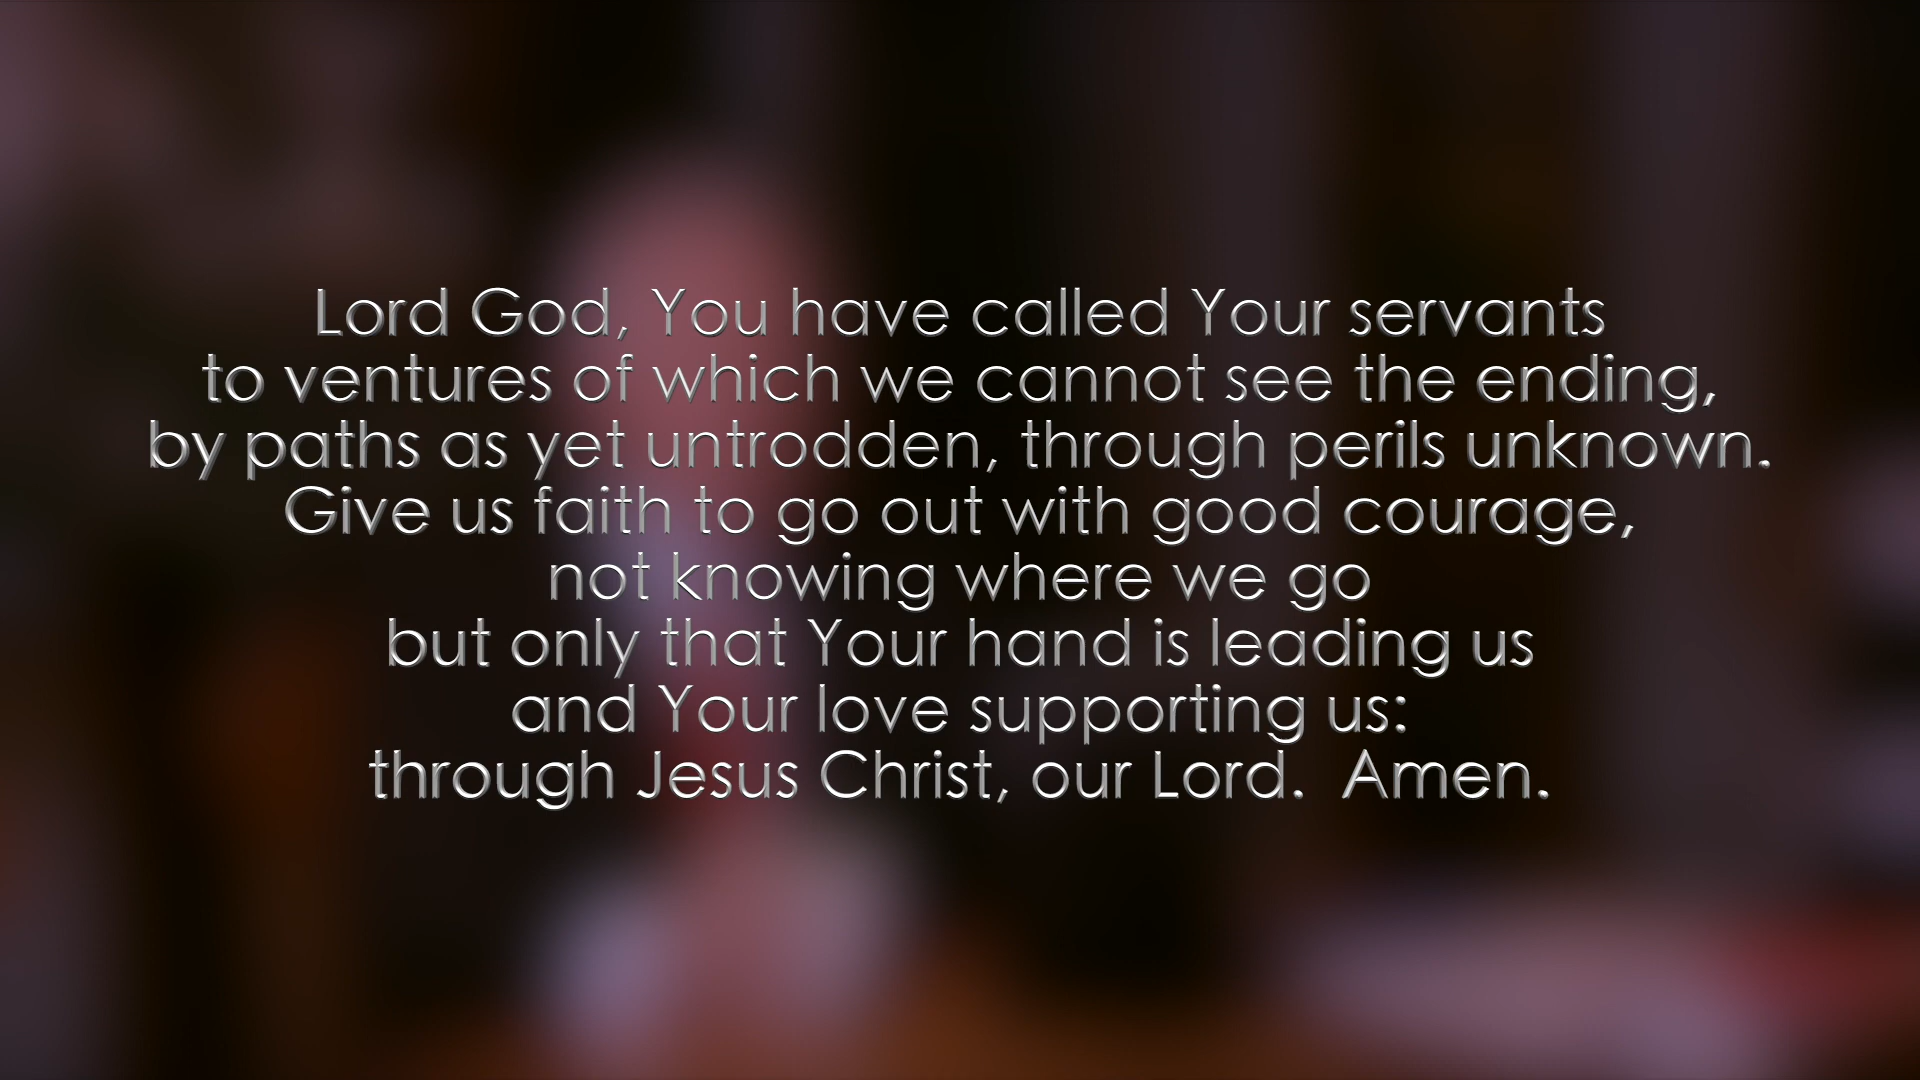 Lord God, You have called Your servants
to ventures of which we cannot see the ending,
by paths as yet untrodden, through perils unknown.
Give us faith to go out with good courage,
not knowing where we go
but only that Your hand is leading us
and Your love supporting us:
through Jesus Christ, our Lord.  Amen.